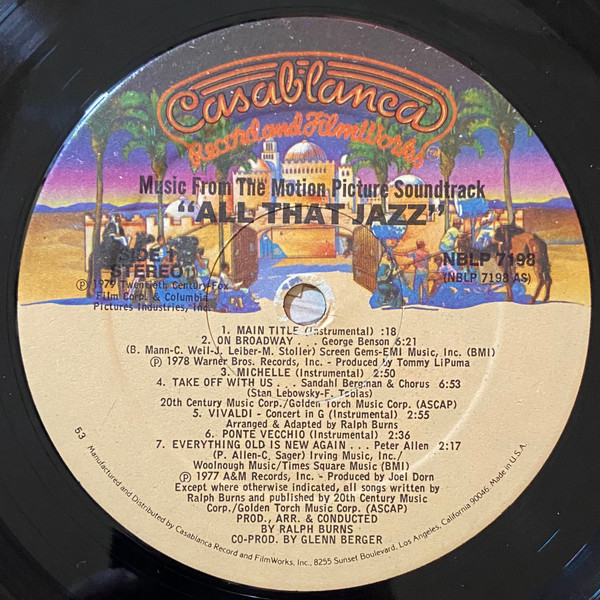 Casablanca
Record and FilmWorks
Music From The Motion Picture Soundtrack
"ALL THAT JAZZ"
SIDE 1
STEREO
NBLP 7198
(NBLP 7198 AS)
Ⓟ 1979 Twentieth Century-Fox
Film Corp. & Columbia
Pictures Industries, Inc.
1. MAIN TITLE (Instrumental) :18
2. ON BROADWAY . . . George Benson 6:21
(B. Mann-C. Weil-J. Leiber-M. Stoller) Screen Gems-EMI Music, Inc. (BMI)
Ⓟ 1978 Warner Bros. Records, Inc. - Produced by Tommy LiPuma
3. MICHELLE (Instrumental) 2:50
4. TAKE OFF WITH US . . . Sandahl Bergman & Chorus 6:53
(Stan Lebowsky-F. Tobias)
20th Century Music Corp./Golden Torch Music Corp. (ASCAP)
5. VIVALDI - Concert in G (Instrumental) 2:55
Arranged & Adapted by Ralph Burns
6. PONTE VECCHIO (Instrumental) 2:36
7. EVERYTHING OLD IS NEW AGAIN . . . Peter Allen 2:17
(P. Allen-C. Sager) Irving Music, Inc./
Woolnough Music/Times Square Music (BMI)
Ⓟ 1977 A&M Records, Inc. - Produced by Joel Dorn
Except where otherwise indicated, all songs written by
Ralph Burns and published by 20th Century Music
Corp./Golden Torch Music Corp. (ASCAP)
PROD., ARR. & CONDUCTED
BY RALPH BURNS
CO-PROD. BY GLENN BERGER
53
Manufactured and Distributed by Casablanca Record and FilmWorks, Inc., 8255 Sunset Boulevard, Los Angeles, California 90046. Made in U.S.A.